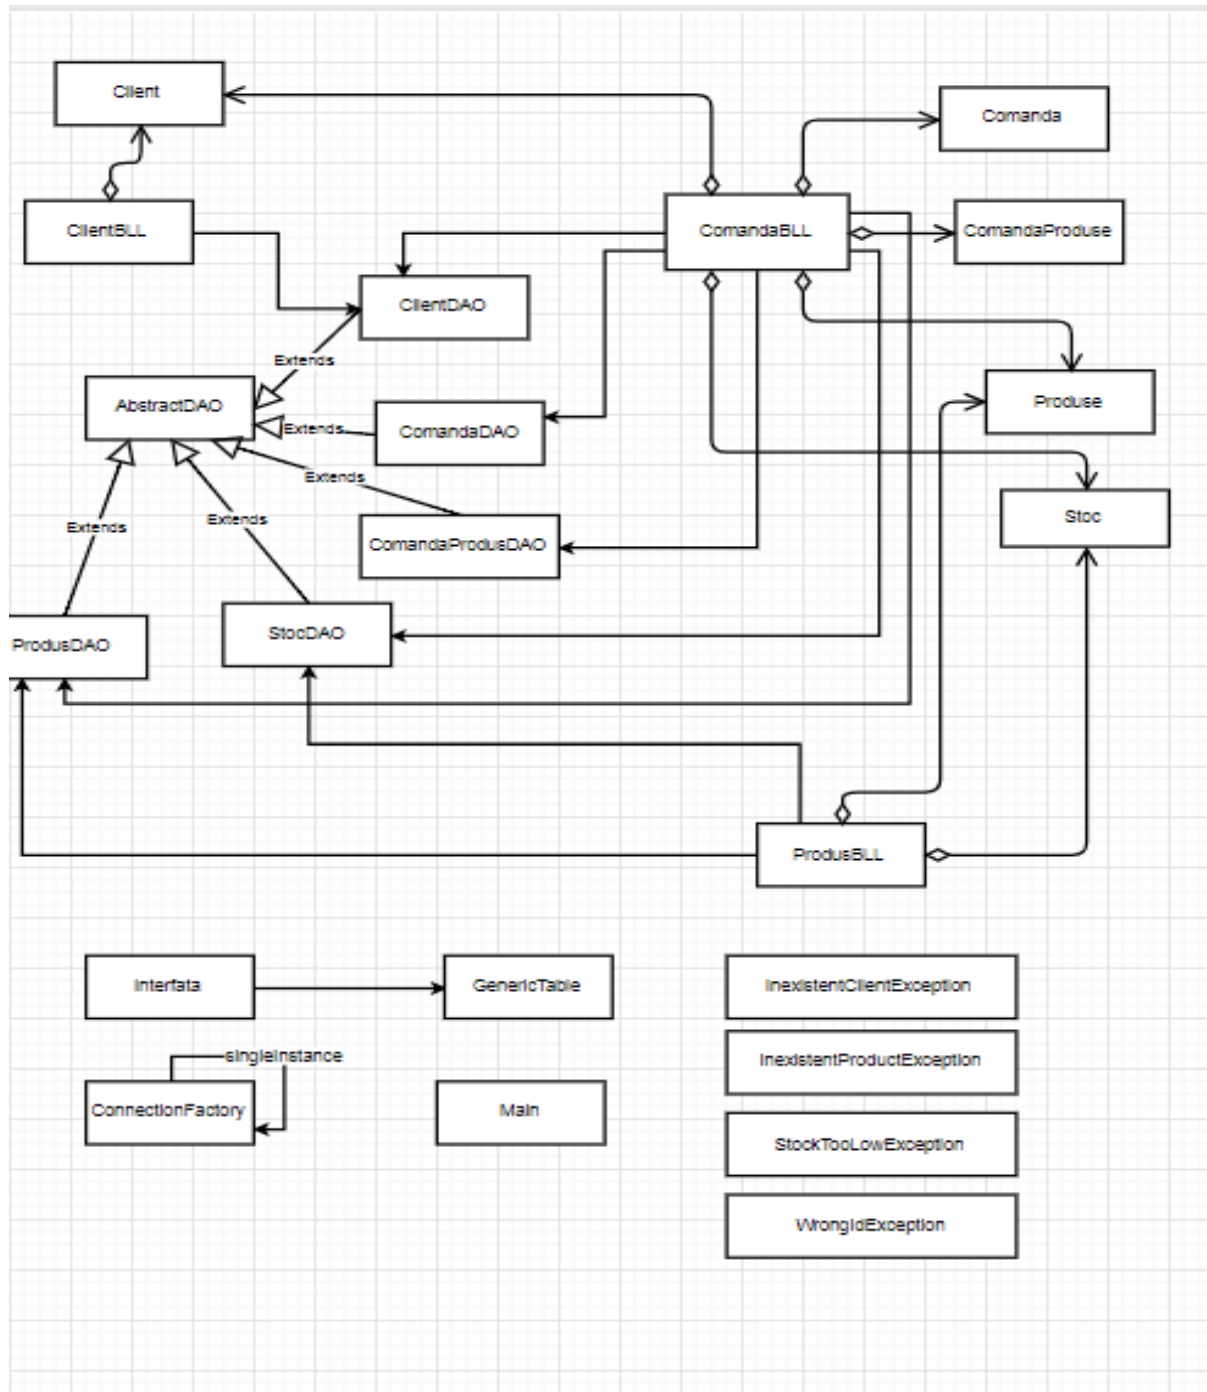 Client
Comanda
ClientBLL
ComandaBLL
ComandaProduse
ClientDAO
Extends
AbstractDAO
Produse
Extends
ComandaDAO
Extends
Stoc
Extends
Extends
ComandaProdusDAO
ProdusDAO
StocDAO
ProdusBLL
Interfata
GenericTable
InexistentClientException
singleInstance
InexistentProductException
ConnectionFactory
Main
StockTooLowException
WrongIdException